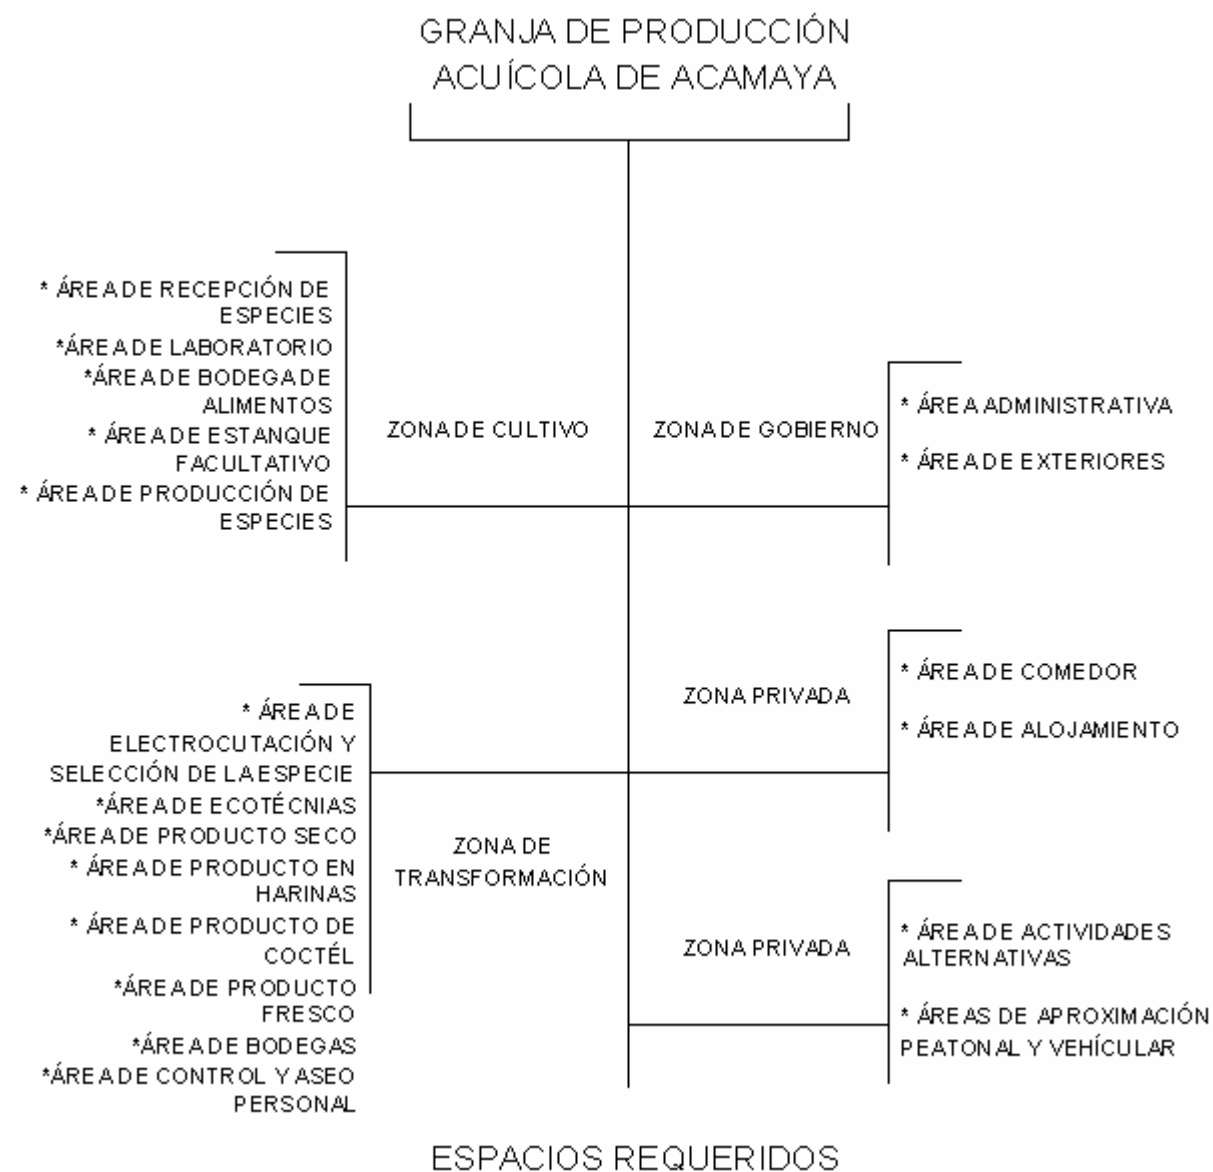 GRANJA DE PRODUCCIÓN
ACUÍCOLA DE ACAMAYA
* ÁREA DE RECEPCIÓN DE
ESPECIES
*ÁREA DE LABORATORIO
*ÁREA DE BODEGA DE
ALIMENTOS
* ÁREA DE ESTANQUE
FACULTATIVO
* ÁREA DE PRODUCCIÓN DE
ESPECIES
ZONA DE CULTIVO
ZONA DE GOBIERNO
* ÁREA ADMINISTRATIVA
* ÁREA DE EXTERIORES
* ÁREA DE
ELECTROCUTACIÓN Y
SELECCIÓN DE LA ESPECIE
*ÁREA DE ECOTÉCNIAS
*ÁREA DE PRODUCTO SECO
* ÁREA DE PRODUCTO EN
HARINAS
* ÁREA DE PRODUCTO DE
COCTÉL
*ÁREA DE PRODUCTO
FRESCO
*ÁREA DE BODEGAS
*ÁREA DE CONTROL Y ASEO
PERSONAL
ZONA DE
TRANSFORMACIÓN
ZONA PRIVADA
* ÁREA DE COMEDOR
* ÁREA DE ALOJAMIENTO
ZONA PRIVADA
* ÁREA DE ACTIVIDADES
ALTERNATIVAS
* ÁREAS DE APROXIMACIÓN
PEATONAL Y VEHÍCULAR
ESPACIOS REQUERIDOS